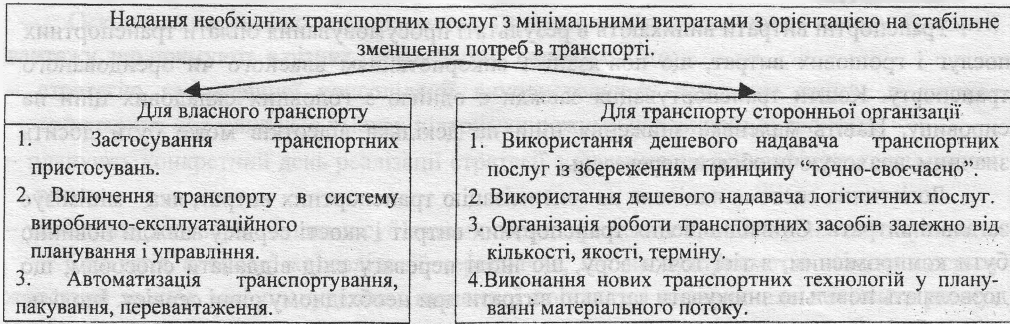 Надання необхідних транспортних послуг з мінімальними витратами з орієнтацією на стабільне
зменшення потреб в транспорті.
Для власного транспорту
1. Застосування транспортних
пристосувань.
2. Включення транспорту в систему
виробничо-експлуатаційного
планування і управління.
3. Автоматизація транспортування,
пакування, перевантаження.
Для транспорту сторонньої організації
1. Використання дешевого надавача транспортних
послуг із збереженням принципу “точно-своєчасно”.
2. Використання дешевого надавача логістичних послуг.
3. Організація роботи транспортних засобів залежно від
кількості, якості, терміну.
4.Виконання нових транспортних технологій у плану-
ванні матеріального потоку.